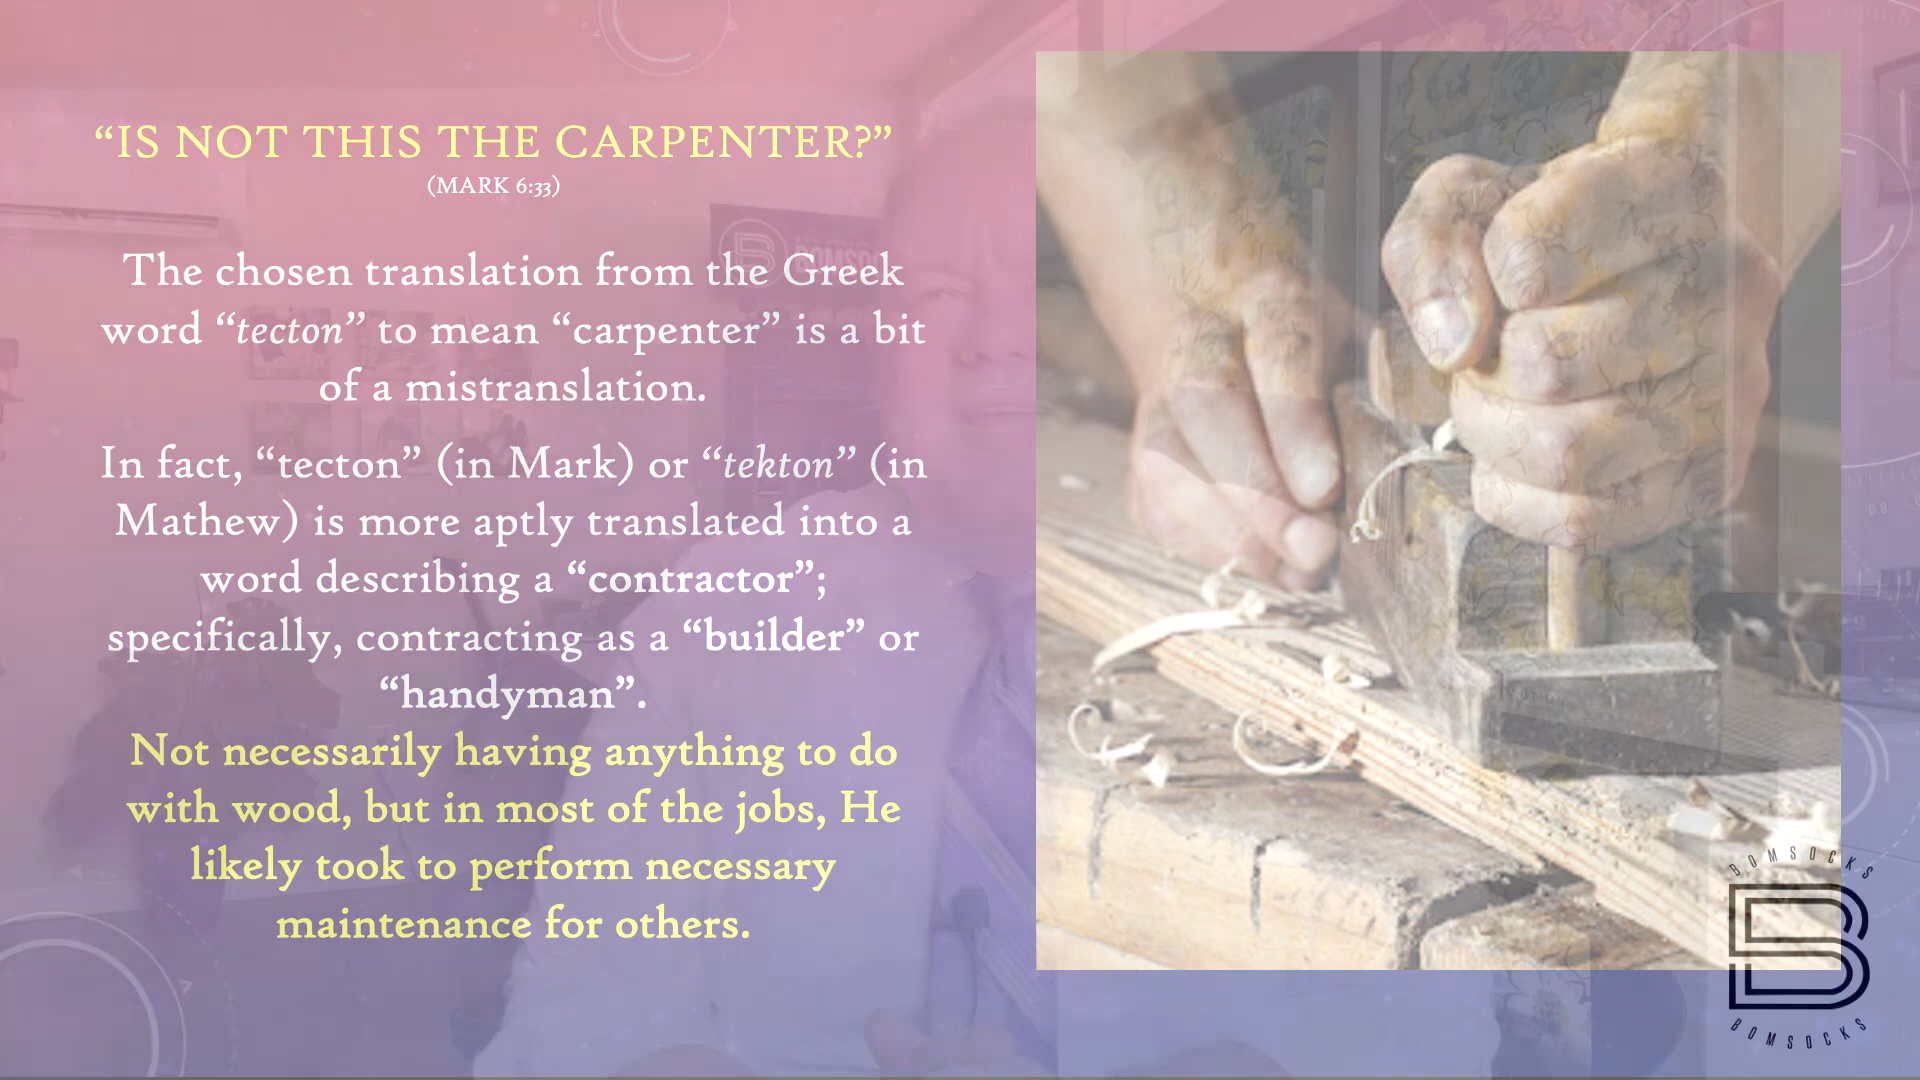 “IS NOT THIS THE CARPENTER?”
(MARK 6:33)
The chosen translation from the Greek
word “tecton” to mean “carpenter” is a bit
of a mistranslation.
In fact, “tecton” (in Mark) or “tekton” (in
Mathew) is more aptly translated into a
word describing a “contractor”;
specifically, contracting as a “builder” or
“handyman”.
Not necessarily having anything to do
with wood, but in most of the jobs, He
likely took to perform necessary
maintenance for others.
BOMSOCKS
B
BOMSOCKS